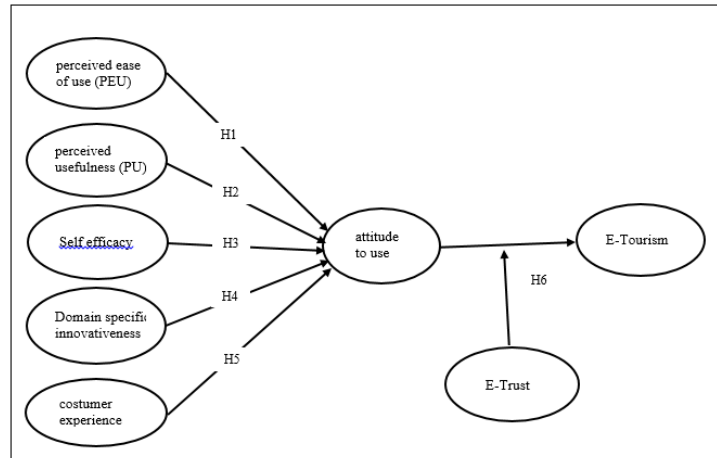 perceived ease
of use (PEU)
H1
perceived
usefulness (PU)
H2
Self efficacy
H3
attitude
to use
E-Tourism
H4
Domain specific
innovativeness
H6
H5
E-Trust
costumer
experience